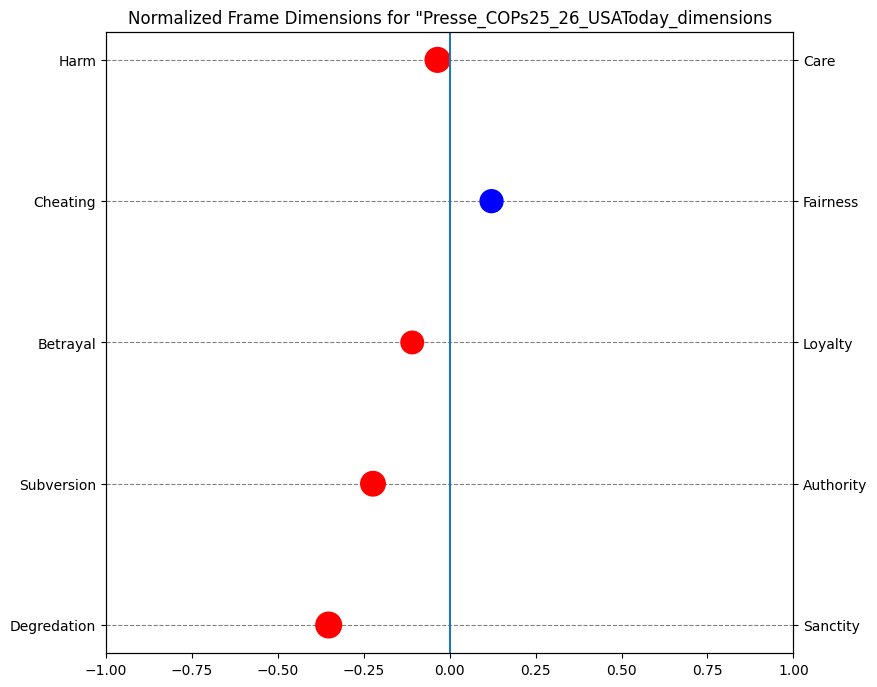 Normalized Frame Dimensions for "Presse_COPs25_26_USAToday_dimensions
Harm
Care
Cheating
Fairness
Betrayal
Loyalty
Subversion
Authority
Degredation
Sanctity
−1.00 −0.75 −0.50 −0.25 0.00 0.25 0.50 0.75 1.00